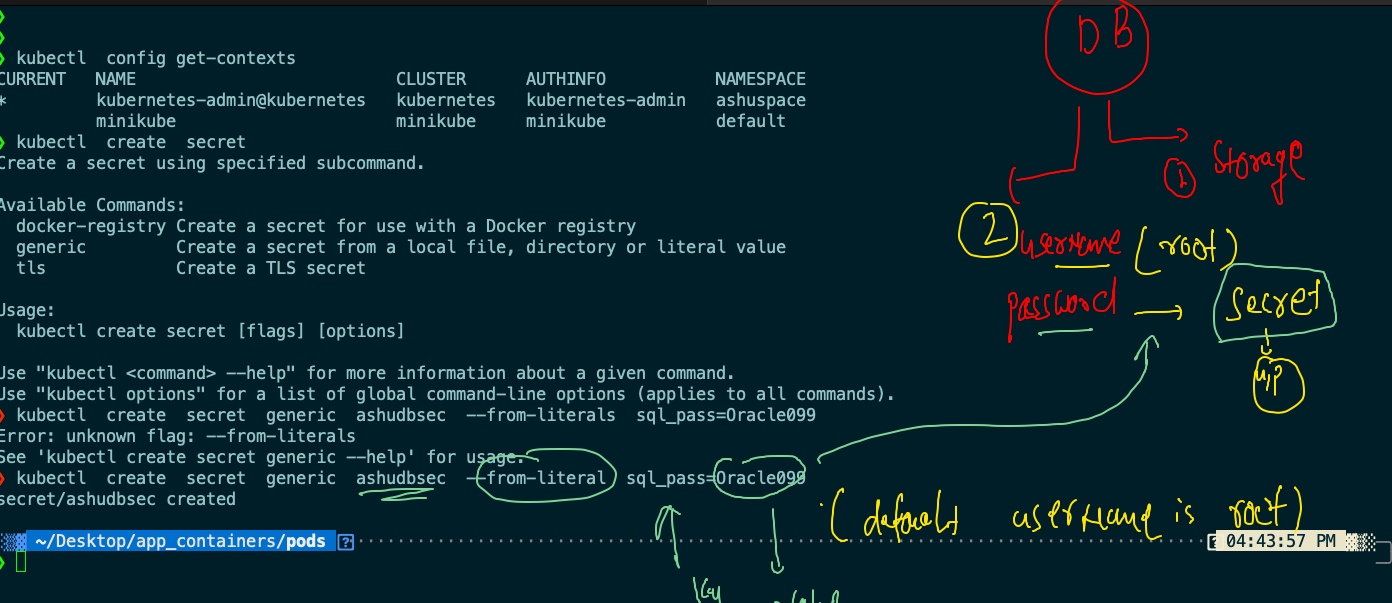 ❯
❯
❯ kubectl  config get-contexts
CURRENT   NAME                          CLUSTER      AUTHINFO           NAMESPACE
*         kubernetes-admin@kubernetes   kubernetes   kubernetes-admin   ashuspace
          minikube                      minikube     minikube           default
❯ kubectl  create  secret
Create a secret using specified subcommand.
Available Commands:
  docker-registry Create a secret for use with a Docker registry
  generic         Create a secret from a local file, directory or literal value
  tls             Create a TLS secret
Usage:
  kubectl create secret [flags] [options]
Use "kubectl <command> --help" for more information about a given command.
Use "kubectl options" for a list of global command-line options (applies to all commands).
❯ kubectl  create  secret  generic  ashudbsec  --from-literals  sql_pass=Oracle099
Error: unknown flag: --from-literals
See 'kubectl create secret generic --help' for usage.
❯ kubectl  create  secret  generic  ashudbsec  --from-literal  sql_pass=Oracle099
secret/ashudbsec created
~/Desktop/app_containers/pods ? 04:43:57 PM
❯
DB
① Storage
② username (root)
password → Secret
(default username is root)
key